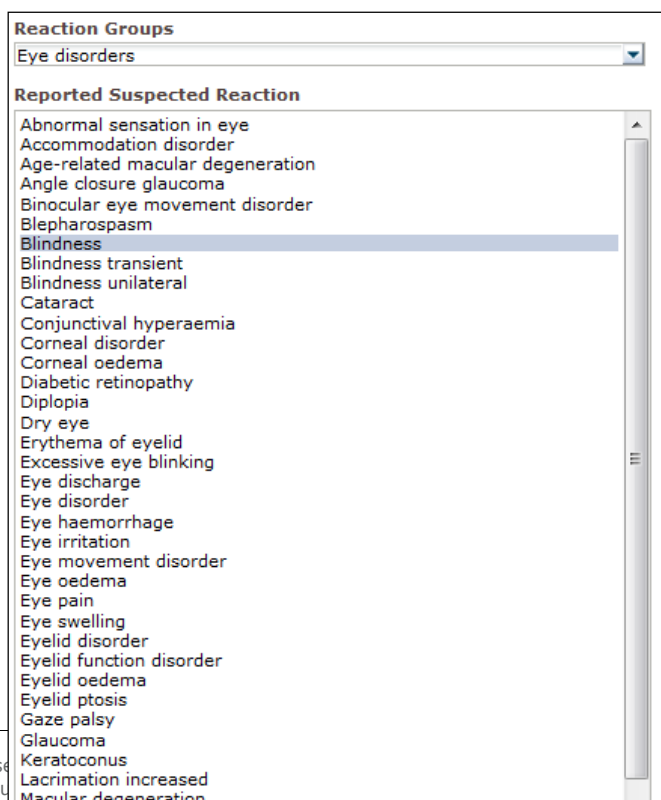 Reaction Groups
Eye disorders
Reported Suspected Reaction
Abnormal sensation in eye
Accommodation disorder
Age-related macular degeneration
Angle closure glaucoma
Binocular eye movement disorder
Blepharospasm
Blindness
Blindness transient
Blindness unilateral
Cataract
Conjunctival hyperaemia
Corneal disorder
Corneal oedema
Diabetic retinopathy
Diplopia
Dry eye
Erythema of eyelid
Excessive eye blinking
Eye discharge
Eye disorder
Eye haemorrhage
Eye irritation
Eye movement disorder
Eye oedema
Eye pain
Eye swelling
Eyelid disorder
Eyelid function disorder
Eyelid oedema
Eyelid ptosis
Gaze palsy
Glaucoma
Keratoconus
Lacrimation increased
Macular degeneration